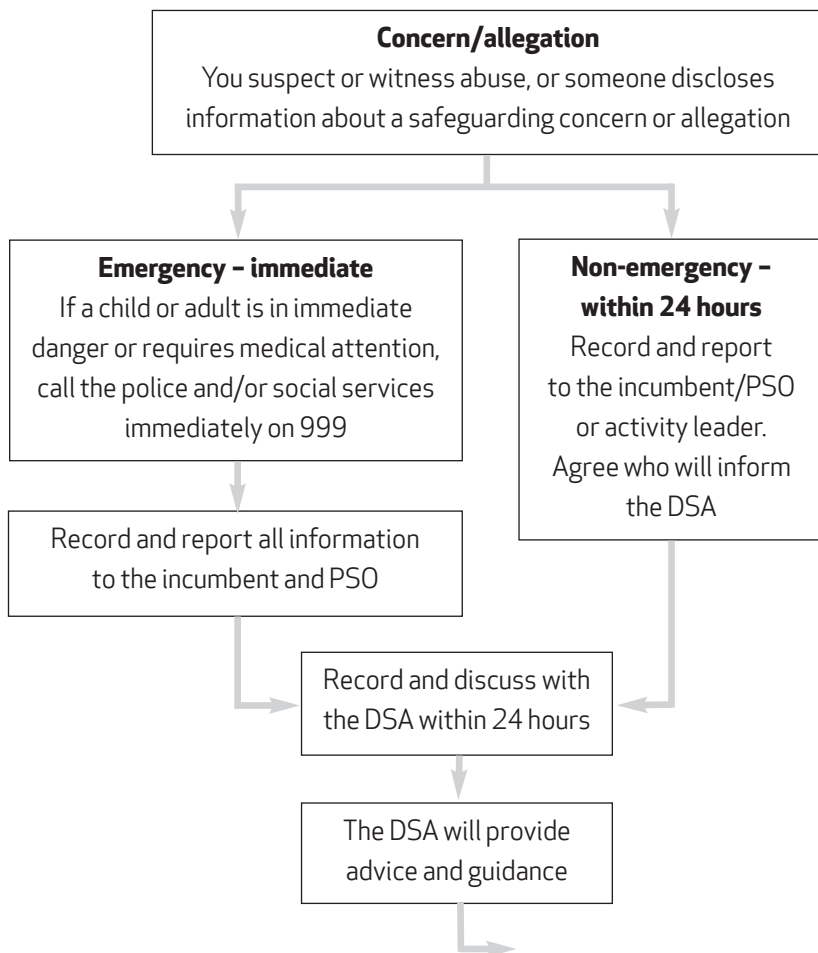 Concern/allegation
You suspect or witness abuse, or someone discloses
information about a safeguarding concern or allegation
Emergency – immediate
If a child or adult is in immediate
danger or requires medical attention,
call the police and/or social services
immediately on 999
Non-emergency –
within 24 hours
Record and report
to the incumbent/PSO
or activity leader.
Agree who will inform
the DSA
Record and report all information
to the incumbent and PSO
Record and discuss with
the DSA within 24 hours
The DSA will provide
advice and guidance